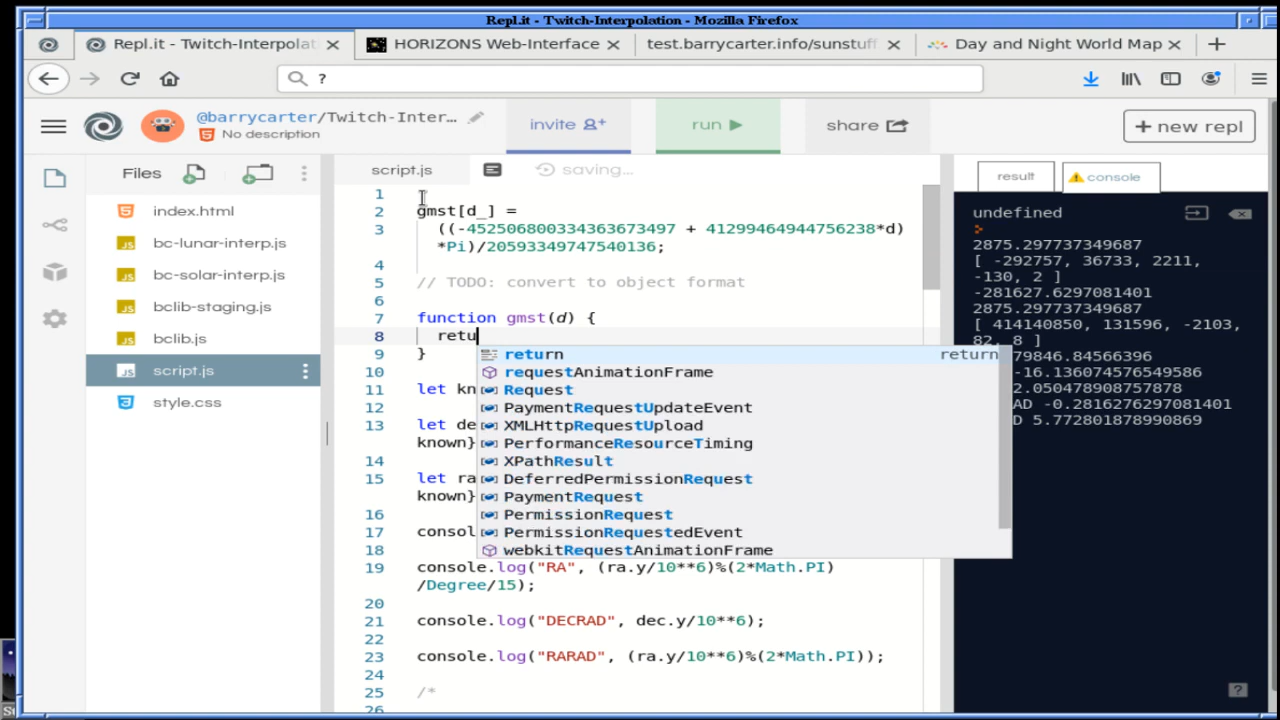 Repl.it - Twitch-Interpolation - Mozilla Firefox
Repl.it - Twitch-Interpolat
HORIZONS Web-Interface
test.barrycarter.info/sunstuff
Day and Night World Map
?
@barrycarter/Twitch-Inter...
No description
invite
run
share
+ new repl
Files
index.html
bc-lunar-interp.js
bc-solar-interp.js
bclib-staging.js
bclib.js
script.js
style.css
script.js
saving...
1
2 gmst[d_] =
3 ((-4525068003343636734​97 + 41299464944756238*d)
*Pi)/20593349747540136;
4
5 // TODO: convert to object format
6
7 function gmst(d) {
8 retu
9 }
10
11 let kn
12
13 let de
known}
14
15 let ra
known}
16
17 consol
18
19 console.log("RA", (ra.y/10**6)%(2*Math.PI)
/Degree/15);
20
21 console.log("DECRAD", dec.y/10**6);
22
23 console.log("RARAD", (ra.y/10**6)%(2*Math.PI));
24
25 /*
26
return return
requestAnimationFrame
Request
PaymentRequestUpdateEvent
XMLHttpRequestUpload
PerformanceResourceTiming
XPathResult
DeferredPermissionRequest
PaymentRequest
PermissionRequest
PermissionRequestedEvent
webkitRequestAnimationFrame
result
console
undefined
2875.297737349687
[ -292757, 36733, 2211,
-130, 2 ]
-281627.6297081401
2875.297737349687
[ 414140850, 131596, -2103,
82, 8 ]
79846.84566396
-16.136074576549586
2.050478908757878
AD -0.2816276297081401
D 5.772801878990869
?